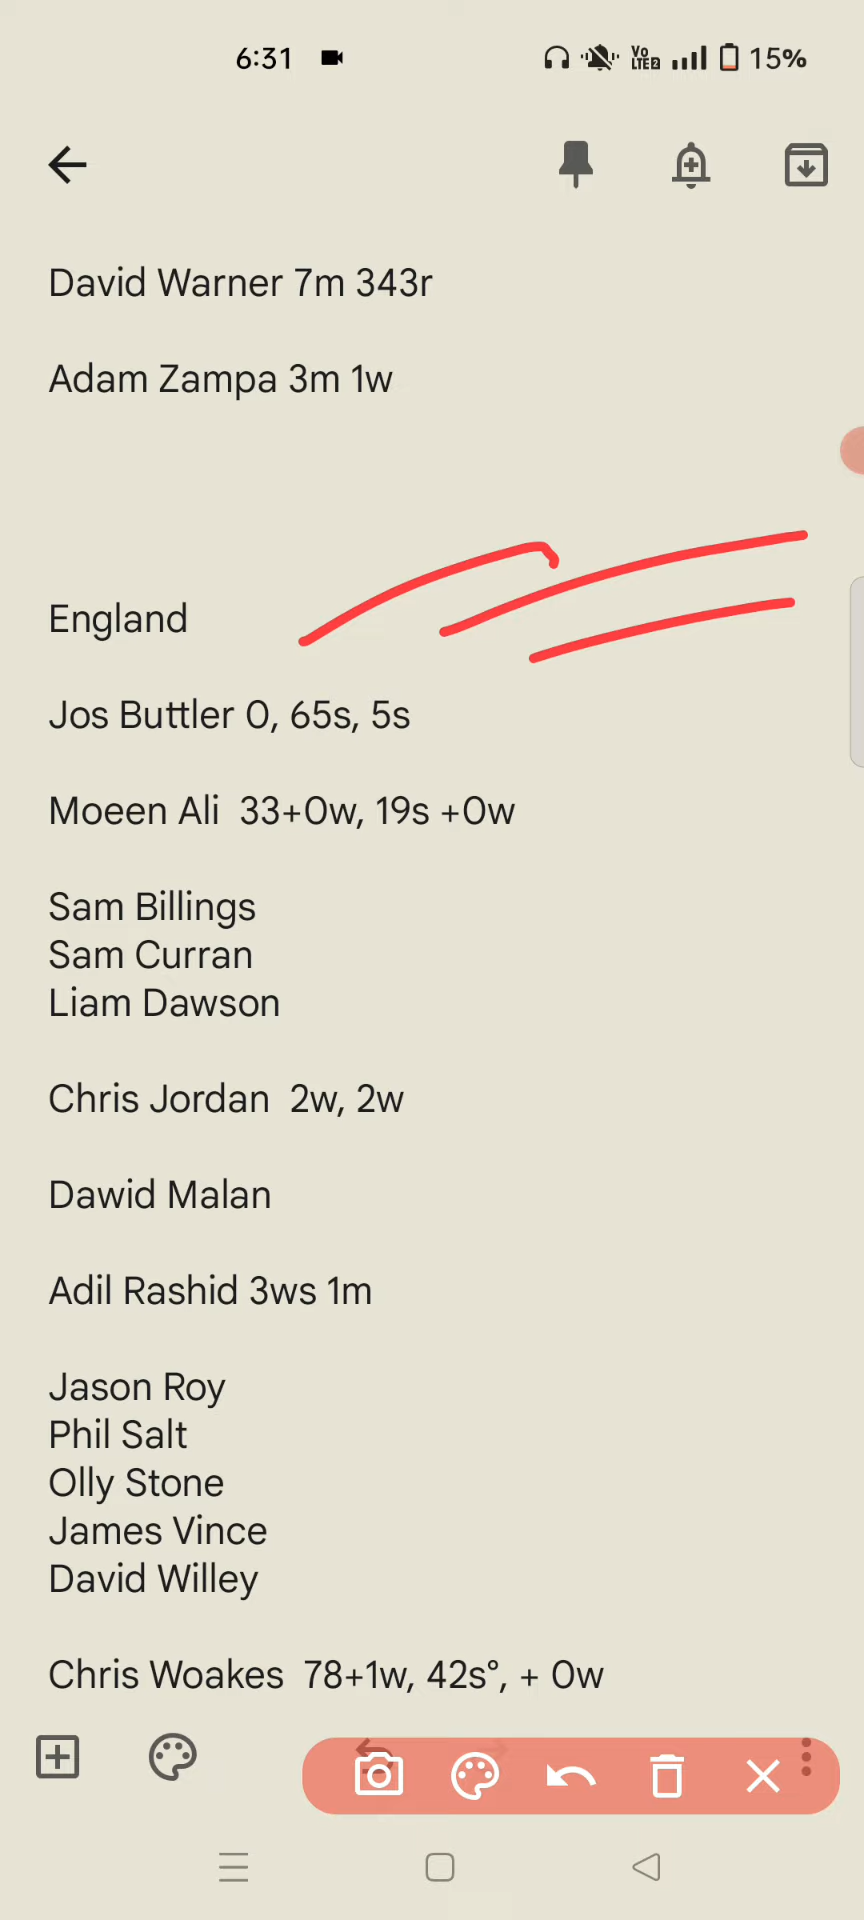 6:31 Vo LTE2 15%
David Warner 7m 343r
Adam Zampa 3m 1w
England
Jos Buttler 0, 65s, 5s
Moeen Ali  33+0w, 19s +0w
Sam Billings
Sam Curran
Liam Dawson
Chris Jordan  2w, 2w
Dawid Malan
Adil Rashid 3ws 1m
Jason Roy
Phil Salt
Olly Stone
James Vince
David Willey
Chris Woakes  78+1w, 42s°, + 0w